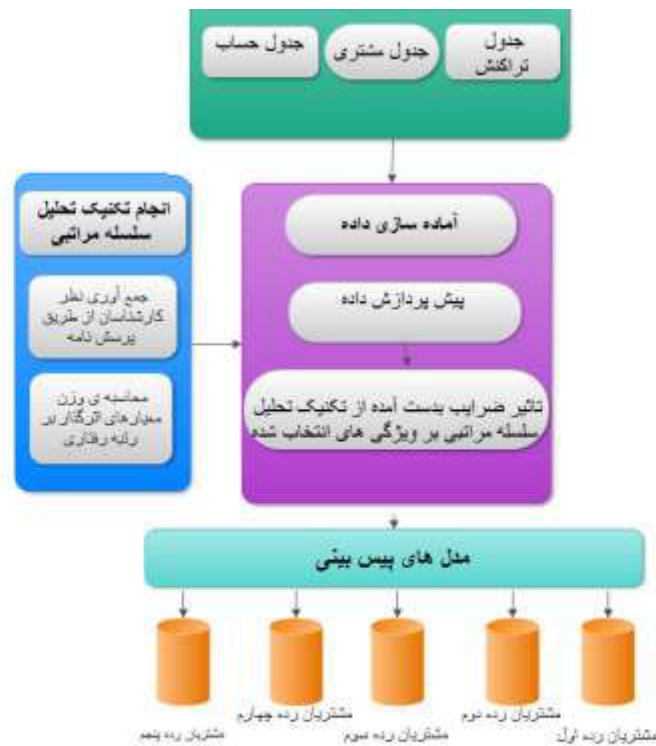 جدول
تراکنش
جدول مشتری
جدول حساب
انجام تکنیک تحلیل
سلسله مراتبی
جمع آوری نظر
کارشناسان از طریق
پرسش نامه
محاسبه ی وزن
معیارهای اثرگذار بر
رتبه رفتاری
آماده سازی داده
پیش پردازش داده
تاثیر ضرایب بدست آمده از تکنیک تحلیل
سلسله مراتبی بر ویژگی های انتخاب شده
مدل های پیس بینی
مشتریان رده اول
مشتریان رده دوم
مشتریان رده سوم
مشتریان رده چهارم
مشتریان رده پنجم